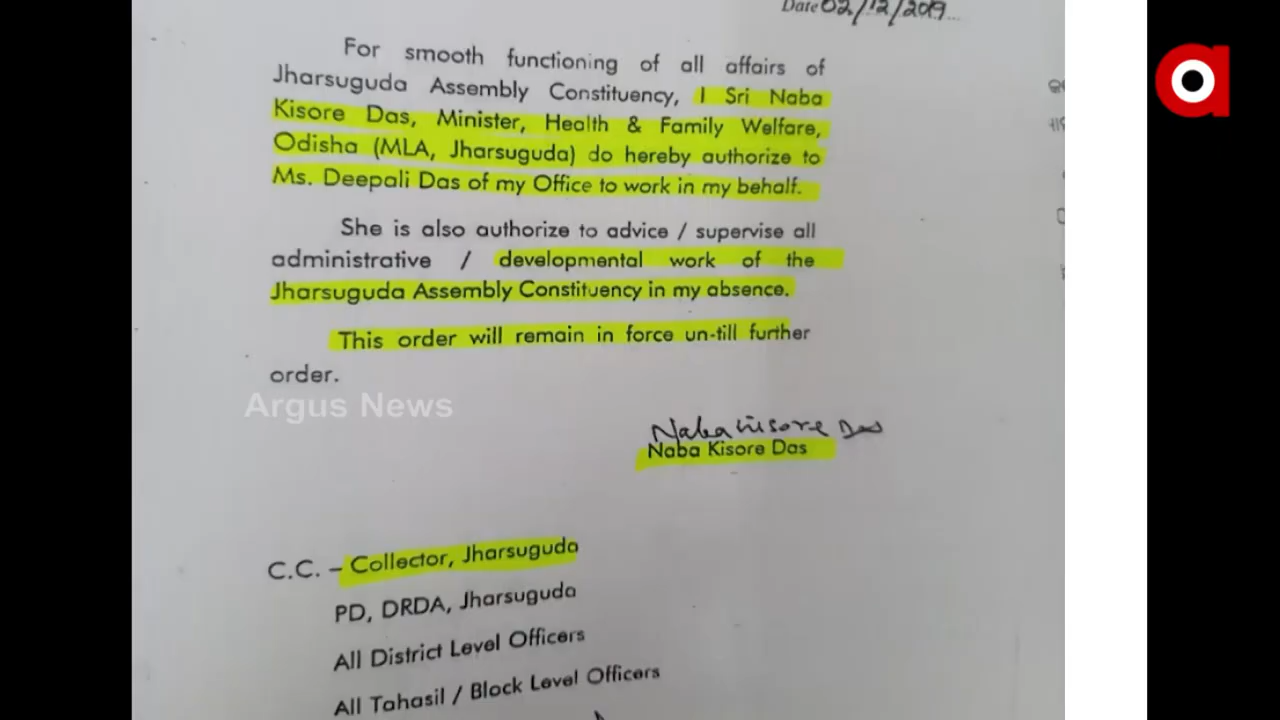 Date 02/12/2019...
For smooth functioning of all affairs of
Jharsuguda Assembly Constituency, I Sri Naba
Kisore Das, Minister, Health & Family Welfare,
Odisha (MLA, Jharsuguda) do hereby authorize to
Ms. Deepali Das of my Office to work in my behalf.
She is also authorize to advice / supervise all
administrative / developmental work of the
Jharsuguda Assembly Constituency in my absence.
This order will remain in force un-till further
order.
Argus News
Naba Kisore Das
Naba Kisore Das
C.C. – Collector, Jharsuguda
PD, DRDA, Jharsuguda
All District Level Officers
All Tahasil / Block Level Officers